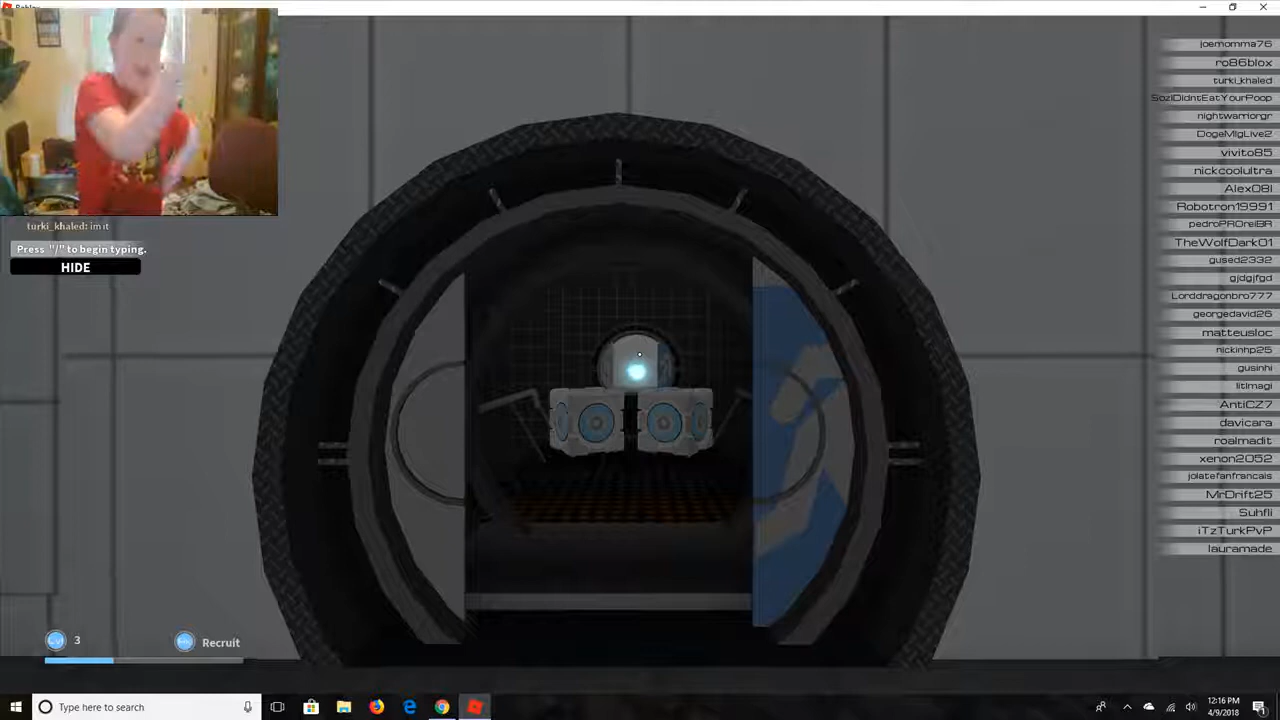 Roblox
joemomma76
ro86blox
turki_khaled
SoziDidntEatYourPoop
nightwarriorgr
DogeMlgLive2
vivito85
nickcoolultra
Robotron19991
pedroPROreiBR
TheWolfDark01
gused2332
gjdgjfgd
Lorddragonbro777
georgedavid26
matteusloc
nickinhp25
gusinhi
AntiCZ7
davicara
roalmadit
xenon2052
jolatefanfrancais
MrDrift25
Suhfli
iTzTurkPvP
lauramade
turki_khaled: im it
Press "/" to begin typing.
HIDE
3
Recruit
Type here to search
12:16 PM
4/9/2018